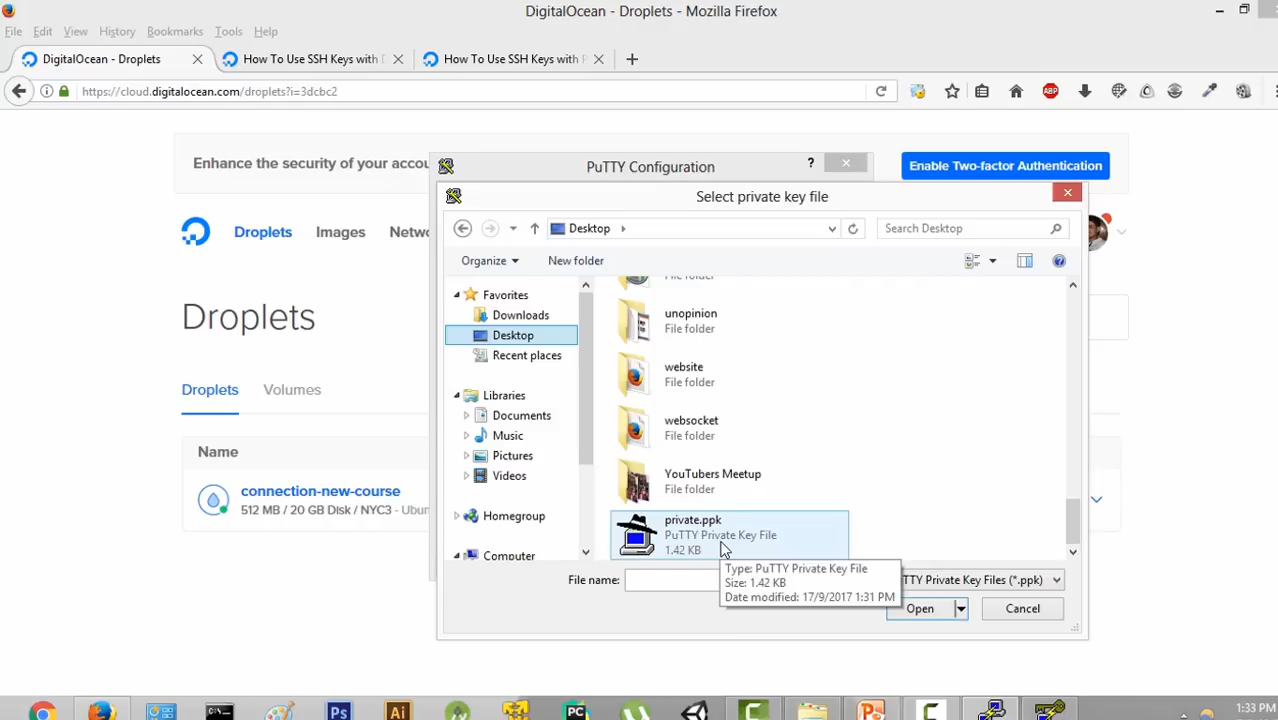 DigitalOcean - Droplets - Mozilla Firefox
File Edit View History Bookmarks Tools Help
DigitalOcean - Droplets
How To Use SSH Keys with
How To Use SSH Keys with
https://cloud.digitalocean.com/droplets?i=3dcbc2
ABP
Enhance the security of your accou
Enable Two-factor Authentication
PuTTY Configuration
?
Select private key file
Droplets Images Netwo
Desktop
Search Desktop
Organize
New folder
File folder
Favorites
Downloads
Desktop
Recent places
Libraries
Documents
Music
Pictures
Videos
Homegroup
Computer
unopinion
File folder
website
File folder
websocket
File folder
YouTubers Meetup
File folder
private.ppk
PuTTY Private Key File
1.42 KB
Type: PuTTY Private Key File
Size: 1.42 KB
Date modified: 17/9/2017 1:31 PM
File name:
TTY Private Key Files (*.ppk)
Open
Cancel
Droplets
Droplets Volumes
Name
connection-new-course
512 MB / 20 GB Disk / NYC3 - Ubun
Ps
Ai
PC
1:33 PM